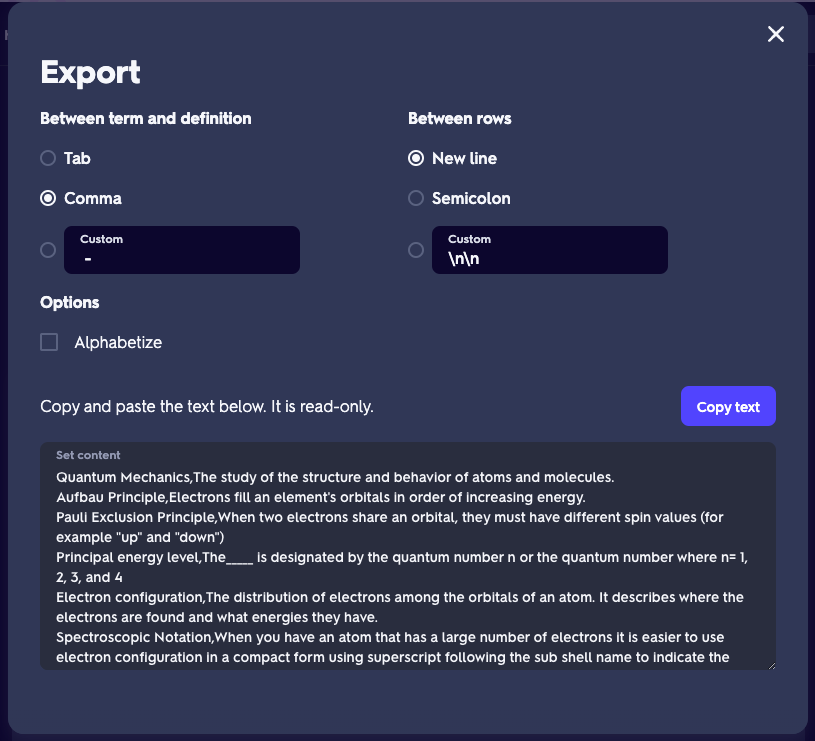 Export
Between term and definition
Between rows
Tab
New line
Comma
Semicolon
Custom
-
Custom
\n\n
Options
Alphabetize
Copy and paste the text below. It is read-only.
Copy text
Set content
Quantum Mechanics,The study of the structure and behavior of atoms and molecules.
Aufbau Principle,Electrons fill an element's orbitals in order of increasing energy.
Pauli Exclusion Principle,When two electrons share an orbital, they must have different spin values (for
example "up" and "down")
Principal energy level,The_____ is designated by the quantum number n or the quantum number where n= 1,
2, 3, and 4
Electron configuration,The distribution of electrons among the orbitals of an atom. It describes where the
electrons are found and what energies they have.
Spectroscopic Notation,When you have an atom that has a large number of electrons it is easier to use
electron configuration in a compact form using superscript following the sub shell name to indicate the